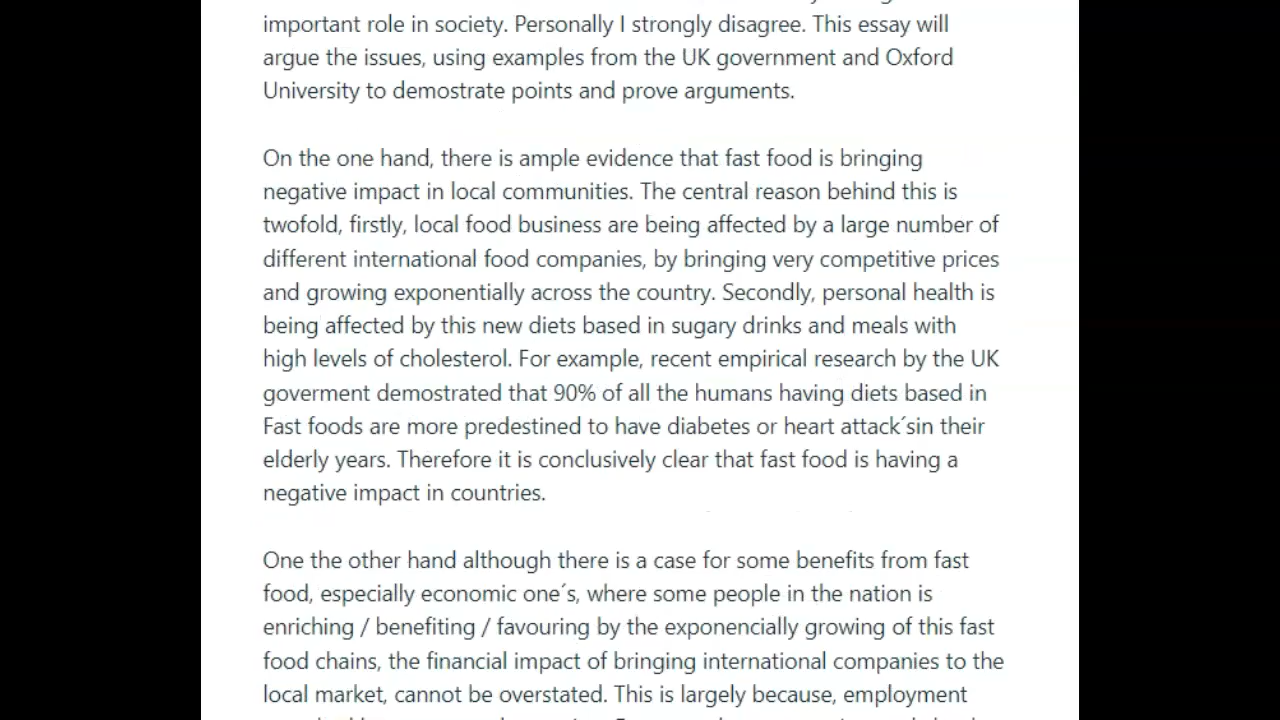 important role in society. Personally I strongly disagree. This essay will
argue the issues, using examples from the UK government and Oxford
University to demostrate points and prove arguments.
On the one hand, there is ample evidence that fast food is bringing
negative impact in local communities. The central reason behind this is
twofold, firstly, local food business are being affected by a large number of
different international food companies, by bringing very competitive prices
and growing exponentially across the country. Secondly, personal health is
being affected by this new diets based in sugary drinks and meals with
high levels of cholesterol. For example, recent empirical research by the UK
goverment demostrated that 90% of all the humans having diets based in
Fast foods are more predestined to have diabetes or heart attack´sin their
elderly years. Therefore it is conclusively clear that fast food is having a
negative impact in countries.
One the other hand although there is a case for some benefits from fast
food, especially economic one´s, where some people in the nation is
enriching / benefiting / favouring by the exponencially growing of this fast
food chains, the financial impact of bringing international companies to the
local market, cannot be overstated. This is largely because, employment